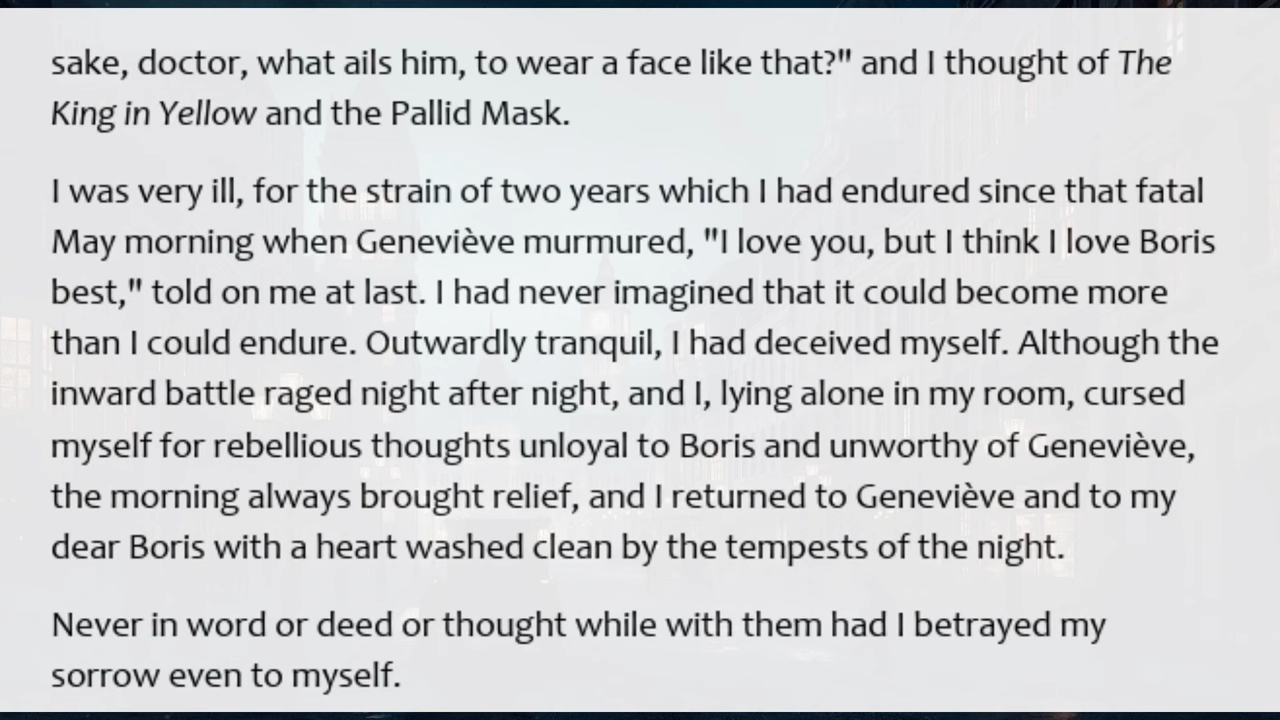 sake, doctor, what ails him, to wear a face like that?" and I thought of The
King in Yellow and the Pallid Mask.
I was very ill, for the strain of two years which I had endured since that fatal
May morning when Geneviève murmured, "I love you, but I think I love Boris
best," told on me at last. I had never imagined that it could become more
than I could endure. Outwardly tranquil, I had deceived myself. Although the
inward battle raged night after night, and I, lying alone in my room, cursed
myself for rebellious thoughts unloyal to Boris and unworthy of Geneviève,
the morning always brought relief, and I returned to Geneviève and to my
dear Boris with a heart washed clean by the tempests of the night.
Never in word or deed or thought while with them had I betrayed my
sorrow even to myself.